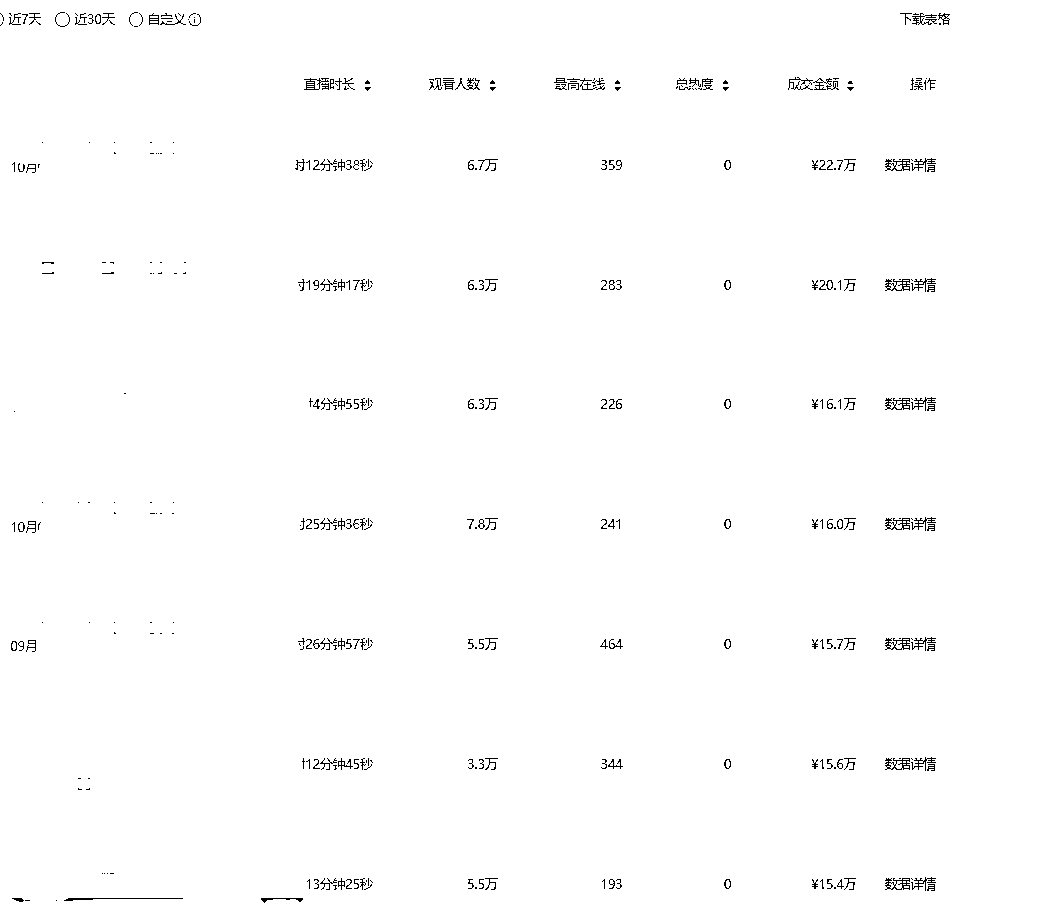 近7天 近30天 自定义 下载表格
直播时长 观看人数 最高在线 总热度 成交金额 操作
10月 时12分钟38秒 6.7万 359 0 ¥22.7万 数据详情
19分钟17秒 6.3万 283 0 ¥20.1万 数据详情
4分钟55秒 6.3万 226 0 ¥16.1万 数据详情
10月 25分钟36秒 7.8万 241 0 ¥16.0万 数据详情
09月 26分钟57秒 5.5万 464 0 ¥15.7万 数据详情
12分钟45秒 3.3万 344 0 ¥15.6万 数据详情
13分钟25秒 5.5万 193 0 ¥15.4万 数据详情